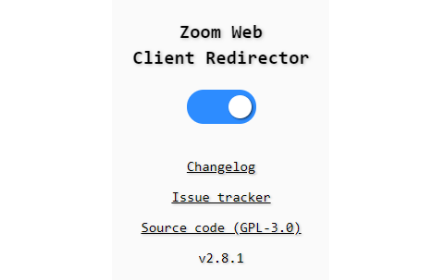 Zoom Web
Client Redirector
Changelog
Issue tracker
Source code (GPL-3.0)
v2.8.1